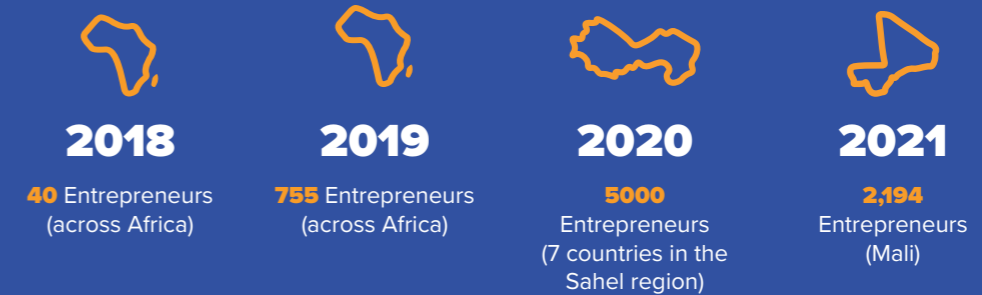 2018
40 Entrepreneurs
(across Africa)
2019
755 Entrepreneurs
(across Africa)
2020
5000
Entrepreneurs
(7 countries in the
Sahel region)
2021
2,194
Entrepreneurs
(Mali)